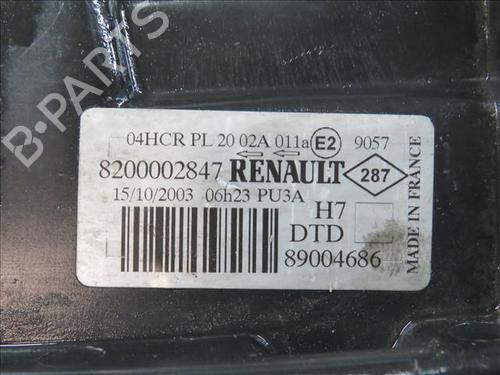 B-PARTS
04HCR PL 20 02A 011a E2 9057
8200002847 RENAULT 287
15/10/2003 06h23 PU3A
H7
DTD
89004686
MADE IN FRANCE